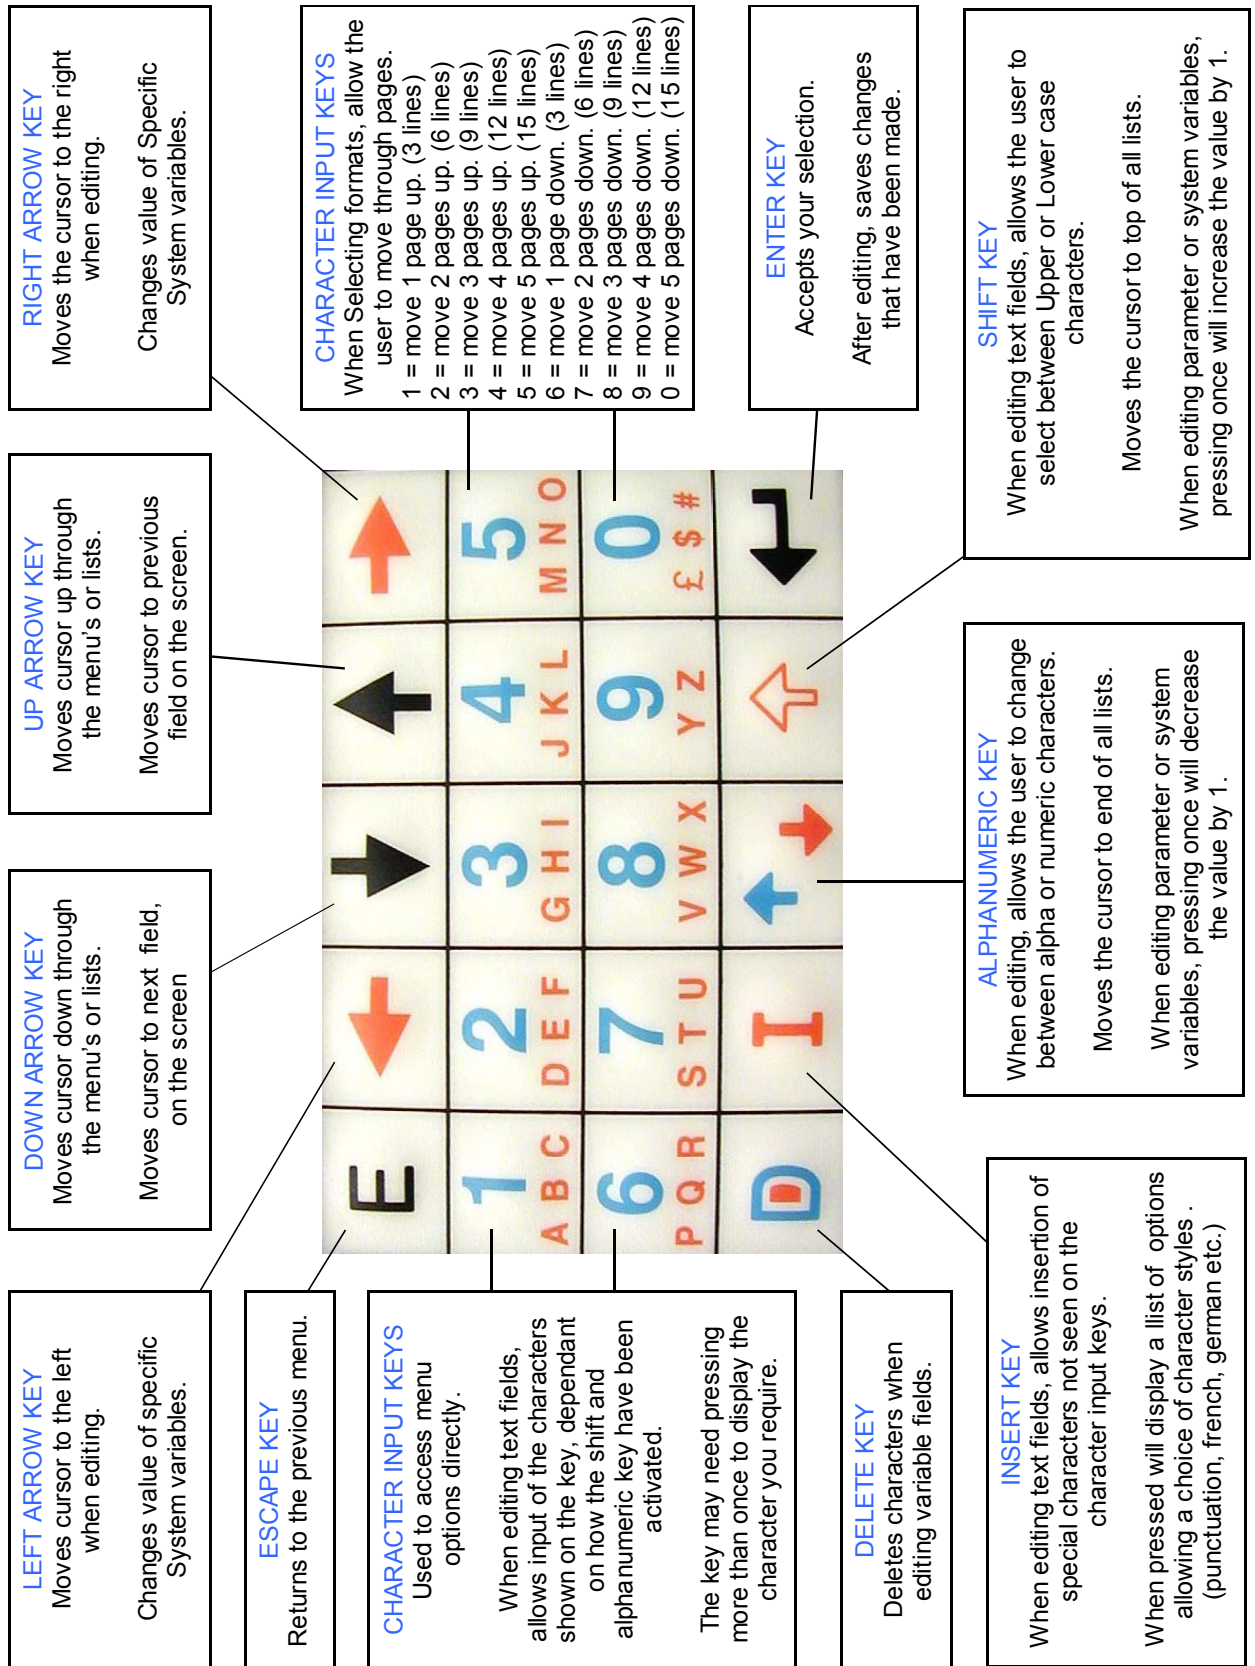 LEFT ARROW KEY
Moves cursor to the left
when editing.
Changes value of specific
System variables.
DOWN ARROW KEY
Moves cursor down through
the menu's or lists.
Moves cursor to next field,
on the screen
UP ARROW KEY
Moves cursor up through
the menu's or lists.
Moves cursor to previous
field on the screen.
RIGHT ARROW KEY
Moves the cursor to the right
when editing.
Changes value of Specific
System variables.
ESCAPE KEY
Returns to the previous menu.
CHARACTER INPUT KEYS
Used to access menu
options directly.
When editing text fields,
allows input of the characters
shown on the key, dependant
on how the shift and
alphanumeric key have been
activated.
The key may need pressing
more than once to display the
character you require.
E
1 2 3 4 5
A B C D E F G H I J K L M N O
6 7 8 9 0
P Q R S T U V W X Y Z £ $ #
D I
CHARACTER INPUT KEYS
When Selecting formats, allow the
user to move through pages.
1 = move 1 page up. (3 lines)
2 = move 2 pages up. (6 lines)
3 = move 3 pages up. (9 lines)
4 = move 4 pages up. (12 lines)
5 = move 5 pages up. (15 lines)
6 = move 1 page down. (3 lines)
7 = move 2 pages down. (6 lines)
8 = move 3 pages down. (9 lines)
9 = move 4 pages down. (12 lines)
0 = move 5 pages down. (15 lines)
DELETE KEY
Deletes characters when
editing variable fields.
ENTER KEY
Accepts your selection.
After editing, saves changes
that have been made.
INSERT KEY
When editing text fields, allows insertion of
special characters not seen on the
character input keys.
When pressed will display a llist of options
allowing a choice of character styles .
(punctuation, french, german etc.)
ALPHANUMERIC KEY
When editing, allows the user to change
between alpha or numeric characters.
Moves the cursor to end of all lists.
When editing parameter or system
variables, pressing once will decrease
the value by 1.
SHIFT KEY
When editing text fields, allows the user to
select between Upper or Lower case
characters.
Moves the cursor to top of all lists.
When editing parameter or system variables,
pressing once will increase the value by 1.